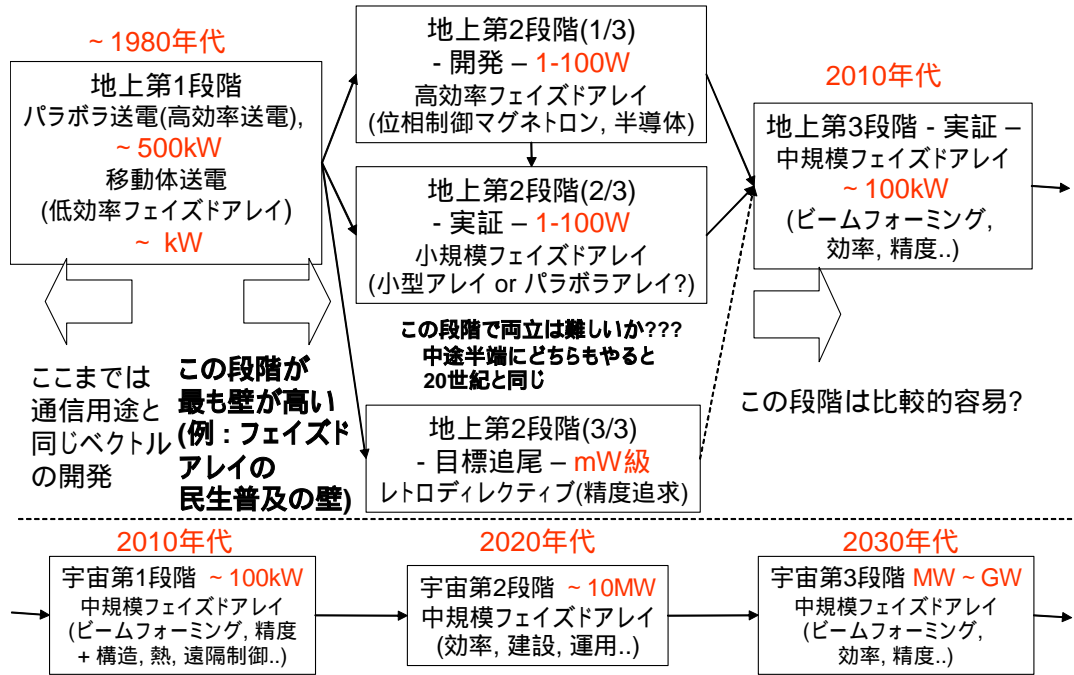 ~ 1980年代
地上第1段階
パラボラ送電(高効率送電),
~ 500kW
移動体送電
(低効率フェイズドアレイ)
~ kW
ここまでは
通信用途と
同じベクトル
の開発
この段階が
最も壁が高い
(例：フェイズド
アレイの
民生普及の壁)
地上第2段階(1/3)
- 開発 – 1-100W
高効率フェイズドアレイ
(位相制御マグネトロン, 半導体)
地上第2段階(2/3)
- 実証 – 1-100W
小規模フェイズドアレイ
(小型アレイ or パラボラアレイ?)
この段階で両立は難しいか???
中途半端にどちらもやると
20世紀と同じ
地上第2段階(3/3)
- 目標追尾 – mW級
レトロディレクティブ(精度追求)
2010年代
地上第3段階 - 実証 –
中規模フェイズドアレイ
~ 100kW
(ビームフォーミング,
効率, 精度..)
この段階は比較的容易?
2010年代
宇宙第1段階 ~ 100kW
中規模フェイズドアレイ
(ビームフォーミング, 精度
+ 構造, 熱, 遠隔制御..)
2020年代
宇宙第2段階 ~ 10MW
中規模フェイズドアレイ
(効率, 建設, 運用..)
2030年代
宇宙第3段階 MW ~ GW
中規模フェイズドアレイ
(ビームフォーミング,
効率, 精度..)